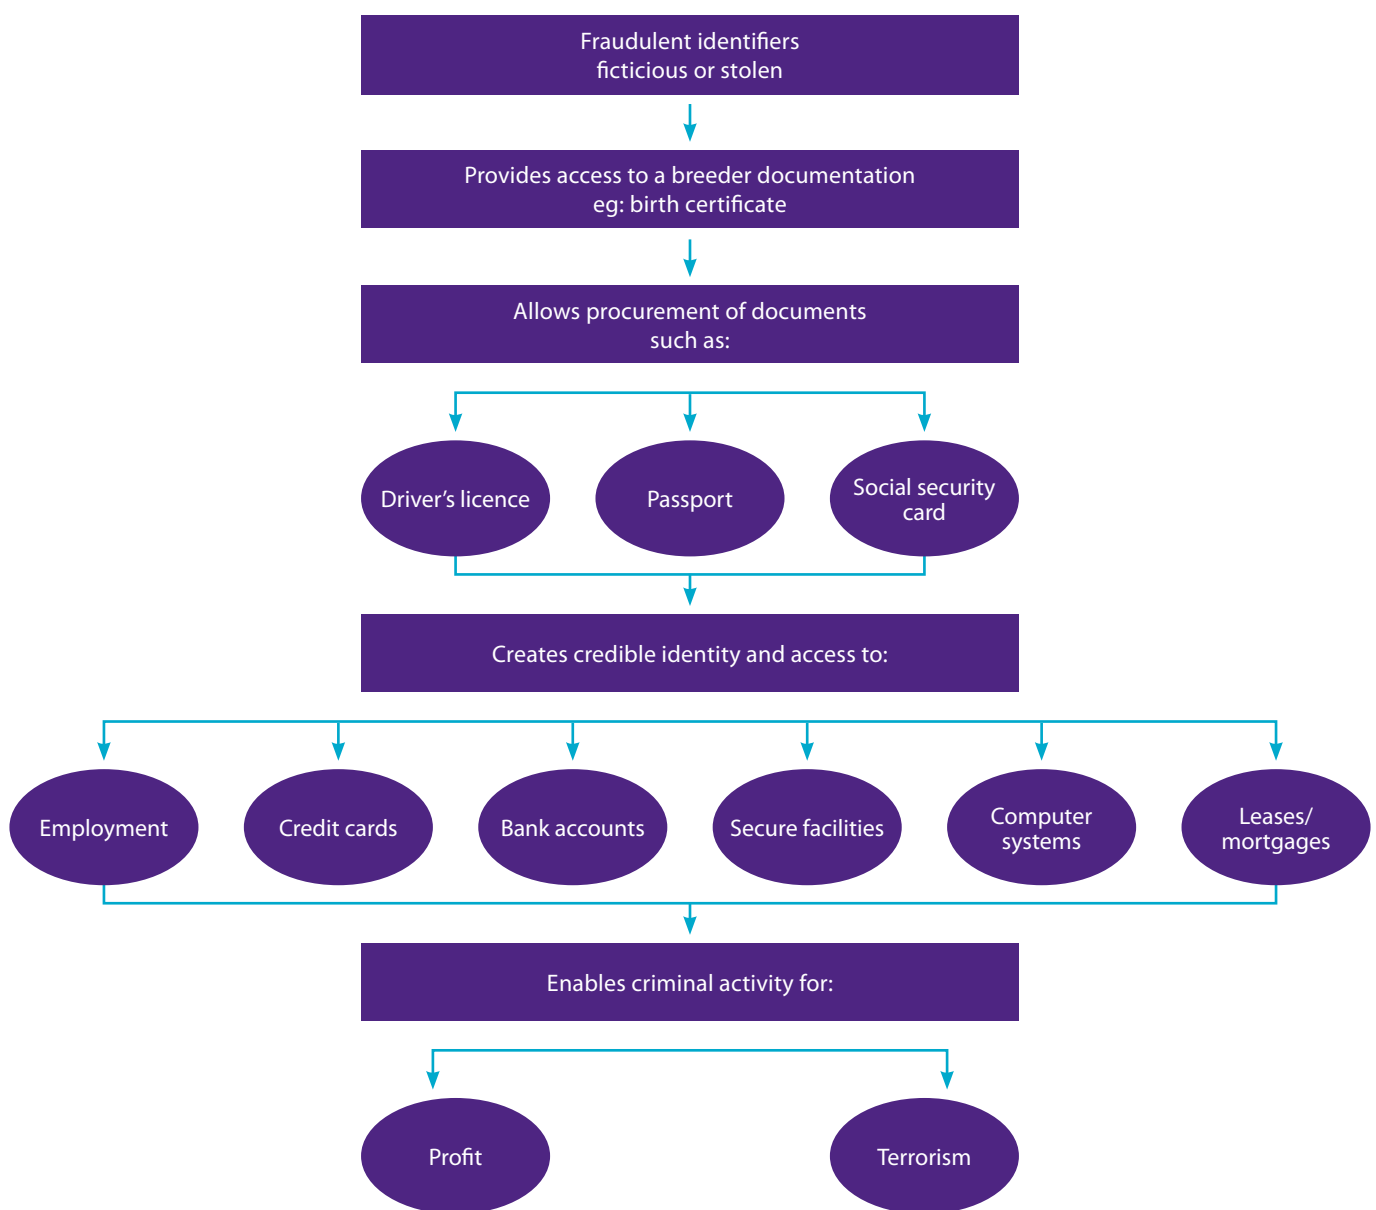 Fraudulent identifiers
ficticious or stolen
Provides access to a breeder documentation
eg: birth certificate
Allows procurement of documents
such as:
Driver’s licence
Passport
Social security
card
Creates credible identity and access to:
Employment
Credit cards
Bank accounts
Secure facilities
Computer
systems
Leases/
mortgages
Enables criminal activity for:
Profit
Terrorism